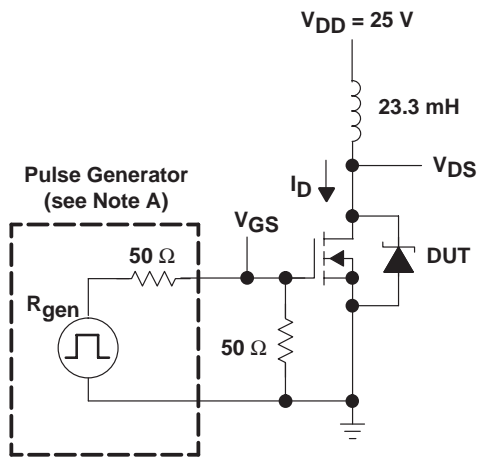 VDD = 25 V
23.3 mH
VDS
ID
Pulse Generator
(see Note A)
VGS
50 Ω
DUT
Rgen
50 Ω